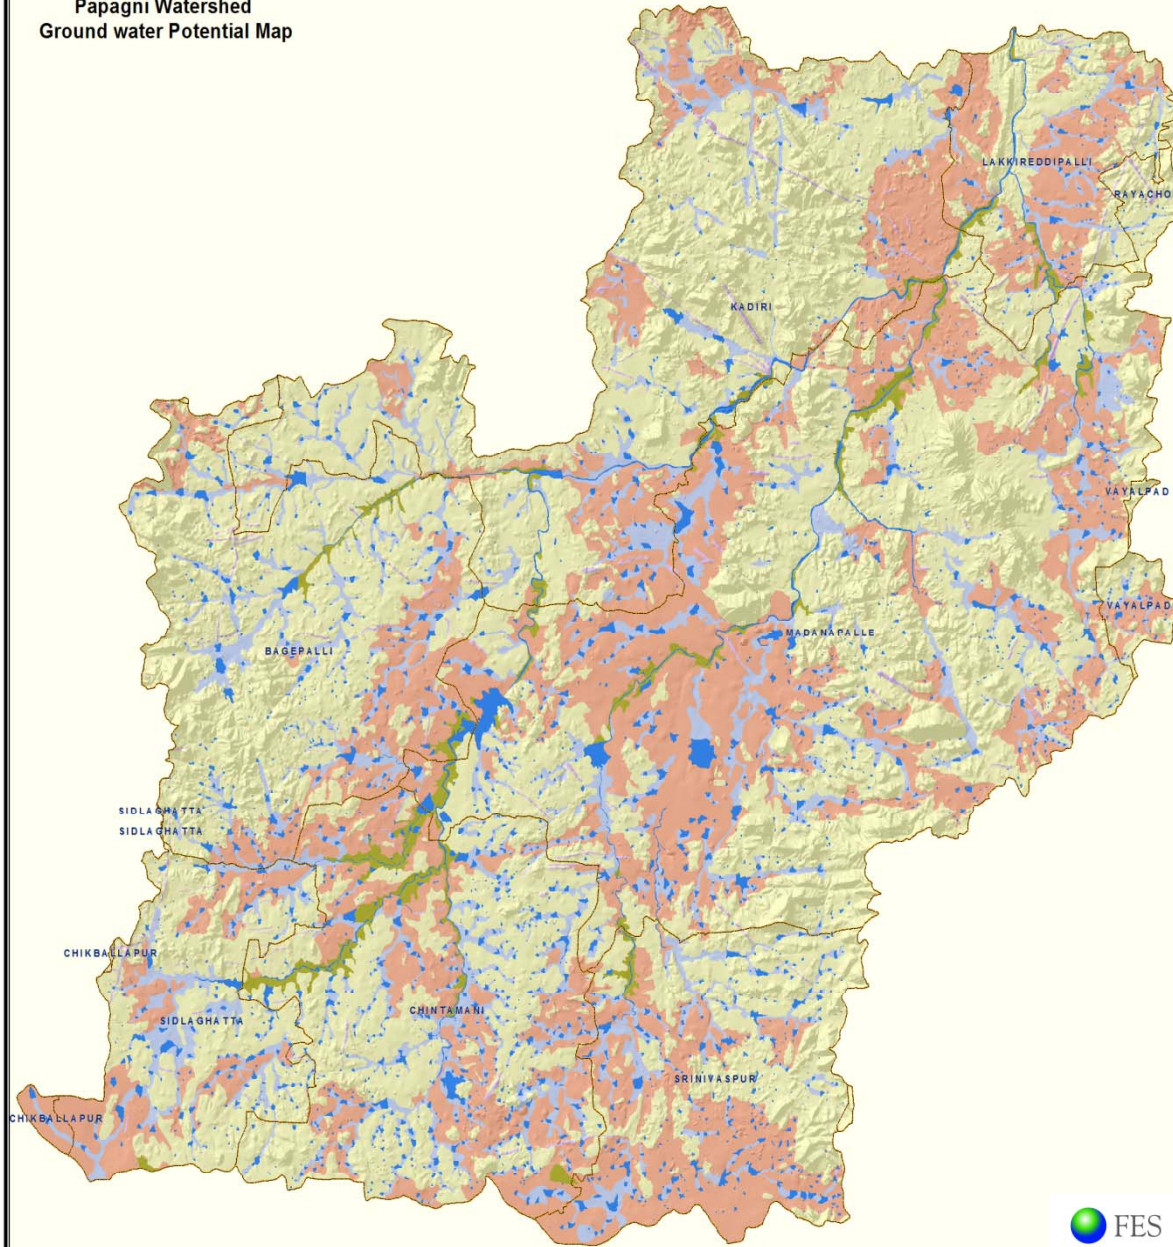 Papagni Watershed
Ground water Potential Map
LAKKIREDDIPALLI
RAYACHO
KADIRI
VAYALPAD
VAYALPAD
MADANAPALLE
BAGEPALLI
SIDLAGHATTA
SIDLAGHATTA
CHIKBALLAPUR
CHINTAMANI
SIDLAGHATTA
SRINIVASPUR
CHIKBALLAPUR
FES